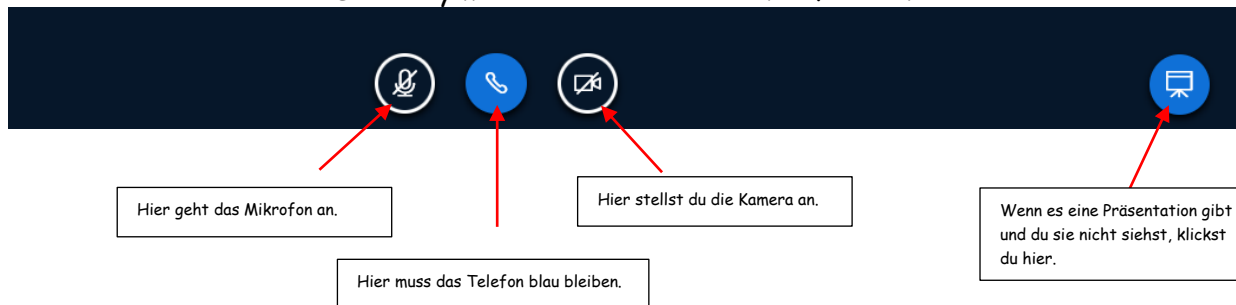 Hier geht das Mikrofon an.
Hier stellst du die Kamera an.
Wenn es eine Präsentation gibt
und du sie nicht siehst, klickst
du hier.
Hier muss das Telefon blau bleiben.